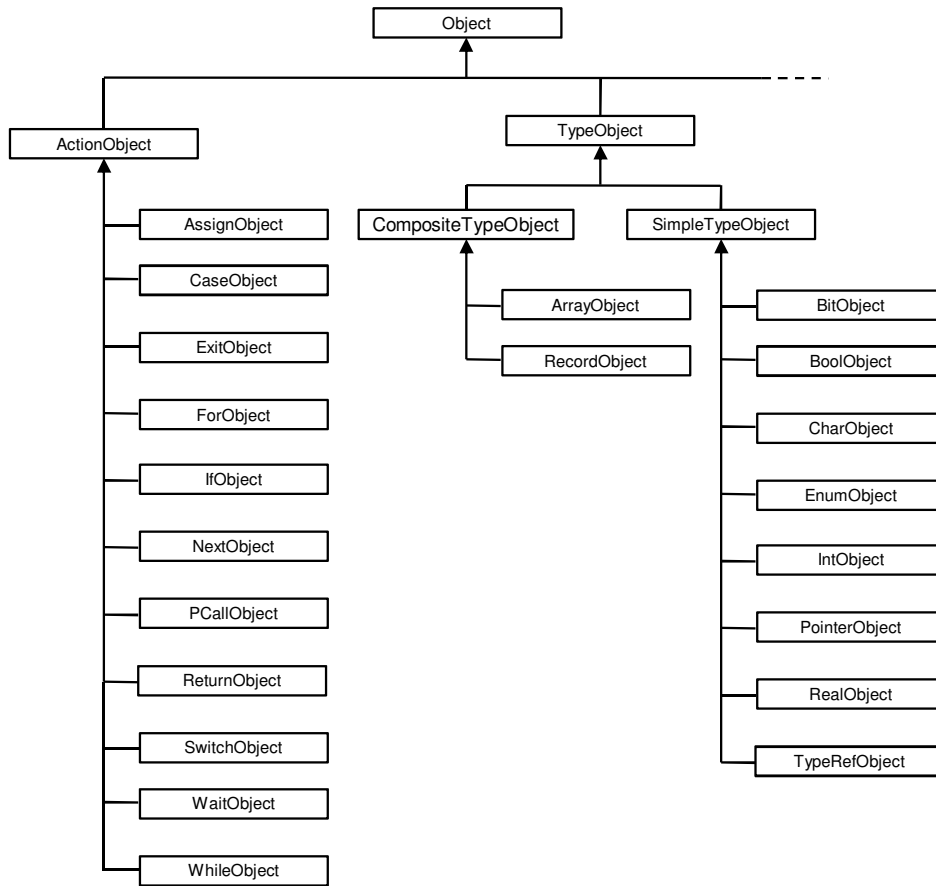 Object
ActionObject
TypeObject
CompositeTypeObject
SimpleTypeObject
AssignObject
CaseObject
ExitObject
ForObject
IfObject
NextObject
PCallObject
ReturnObject
SwitchObject
WaitObject
WhileObject
ArrayObject
RecordObject
BitObject
BoolObject
CharObject
EnumObject
IntObject
PointerObject
RealObject
TypeRefObject